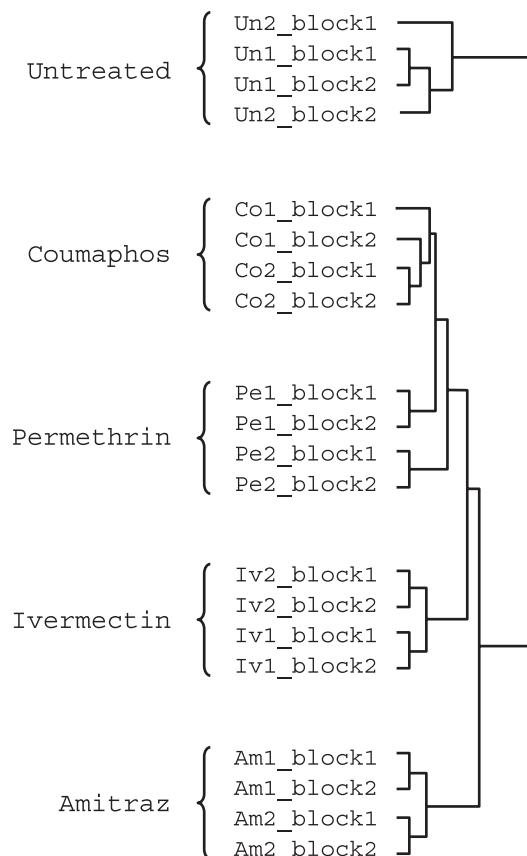 Untreated
Un2_block1
Un1_block1
Un1_block2
Un2_block2
Coumaphos
Co1_block1
Co1_block2
Co2_block1
Co2_block2
Permethrin
Pe1_block1
Pe1_block2
Pe2_block1
Pe2_block2
Ivermectin
Iv2_block1
Iv2_block2
Iv1_block1
Iv1_block2
Amitraz
Am1_block1
Am1_block2
Am2_block1
Am2_block2